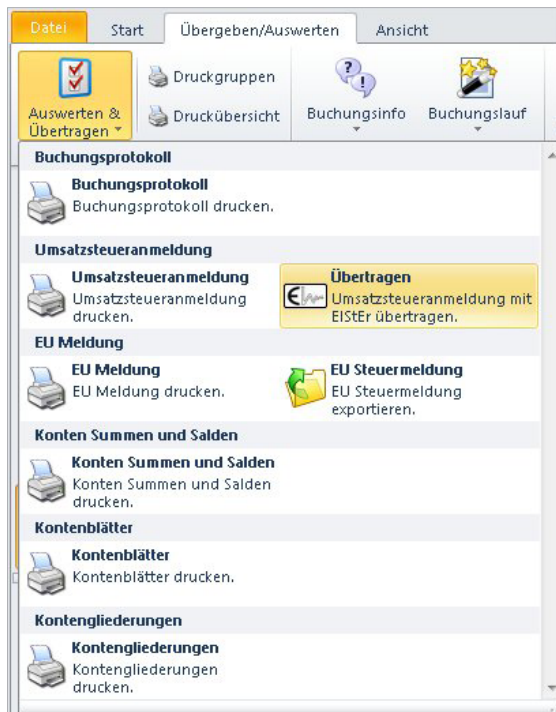 Datei Start Übergeben/Auswerten Ansicht
Auswerten & Übertragen
Druckgruppen
Druckübersicht
Buchungsinfo
Buchungslauf
Buchungsprotokoll
Buchungsprotokoll
Buchungsprotokoll drucken.
Umsatzsteueranmeldung
Umsatzsteueranmeldung
Umsatzsteueranmeldung
drucken.
Übertragen
Umsatzsteueranmeldung mit
ElStEr übertragen.
EU Meldung
EU Meldung
EU Meldung drucken.
EU Steuermeldung
EU Steuermeldung
exportieren.
Konten Summen und Salden
Konten Summen und Salden
Konten Summen und Salden
drucken.
Kontenblätter
Kontenblätter
Kontenblätter drucken.
Kontengliederungen
Kontengliederungen
Kontengliederungen
drucken.